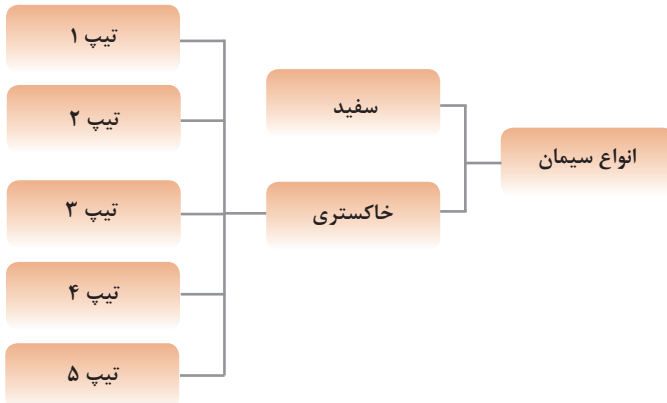 انواع سیمان
سفید
خاکستری
تیپ ۱
تیپ ۲
تیپ ۳
تیپ ۴
تیپ ۵